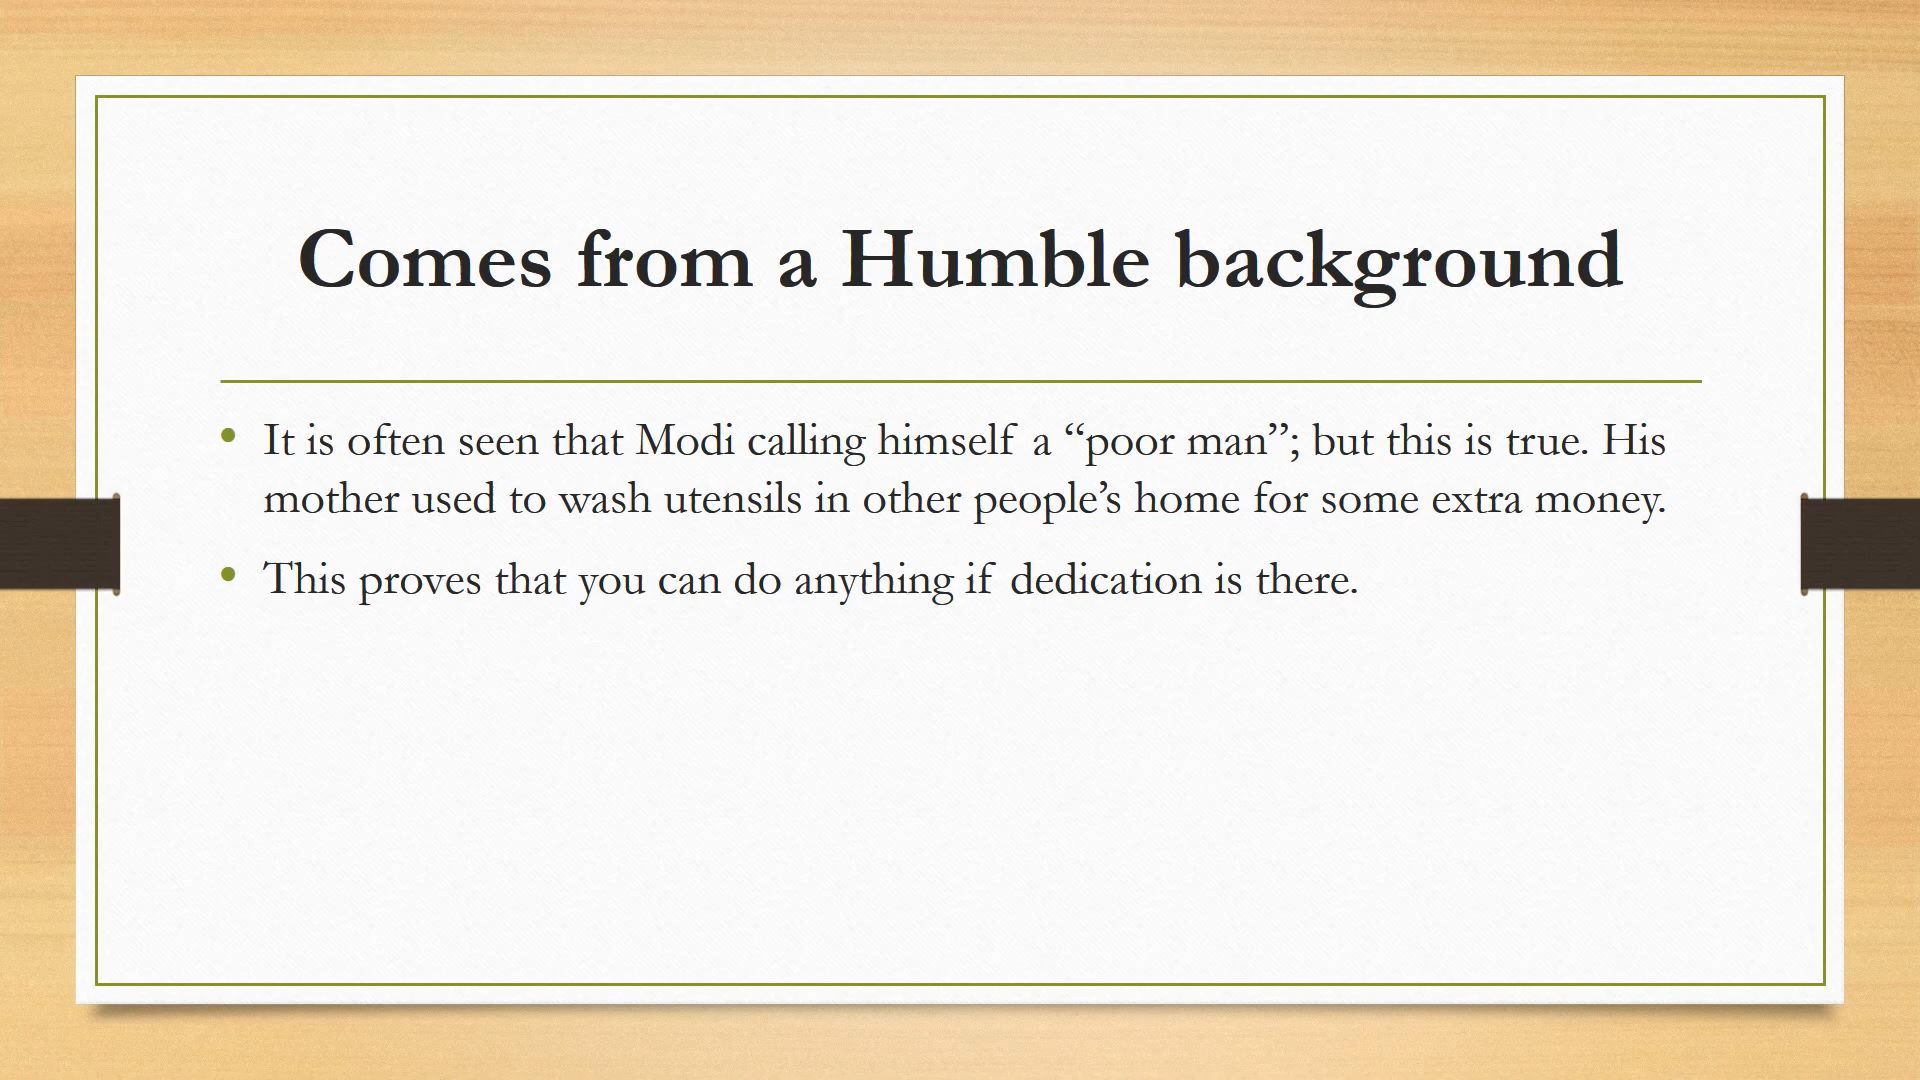 Comes from a Humble background
• It is often seen that Modi calling himself a “poor man”; but this is true. His
mother used to wash utensils in other people’s home for some extra money.
• This proves that you can do anything if dedication is there.